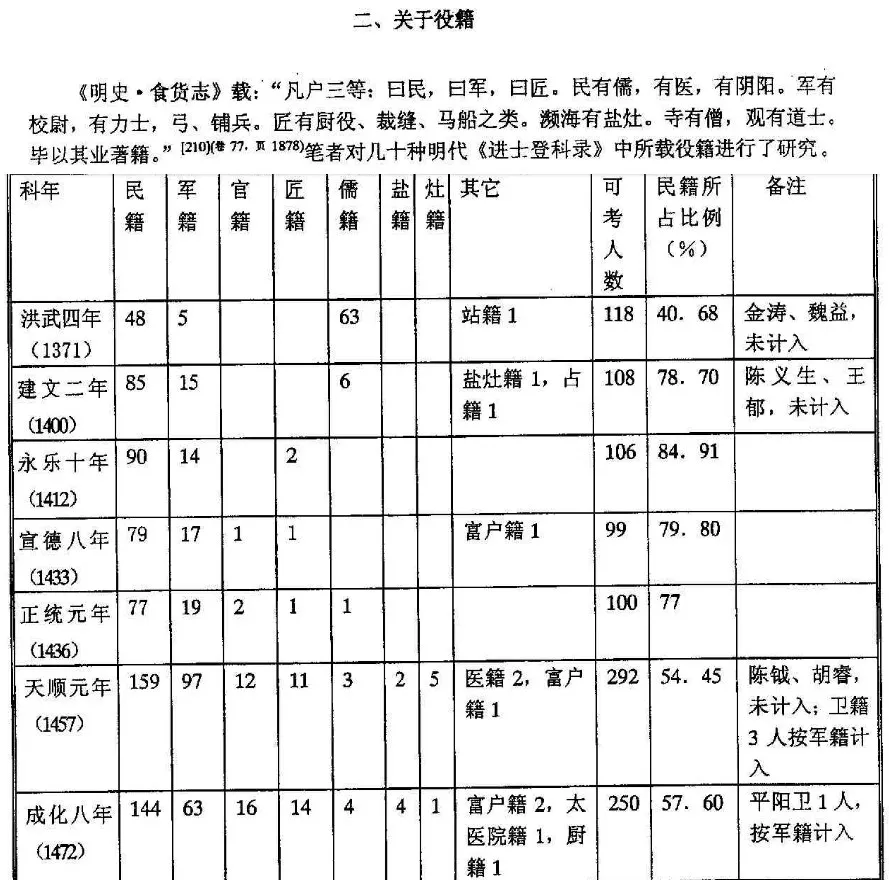 二、关于役籍
《明史·食货志》载:“凡户三等:曰民,曰军,曰匠。民有儒,有医,有阴阳。军有
校尉,有力士,弓、铺兵。匠有厨役、裁缝、马船之类。濒海有盐灶。寺有僧,观有道士。
毕以其业著籍。”[210](卷 77,页 1878)笔者对几十种明代《进士登科录》中所载役籍进行了研究。
科年 民籍 军籍 官籍 匠籍 儒籍 盐籍 灶籍 其它 可考人数 民籍所占比例(%) 备注
洪武四年(1371) 48 5 63 站籍 1 118 40.68 金涛、魏益,未计入
建文二年(1400) 85 15 6 盐灶籍 1,占籍 1 108 78.70 陈义生、王郁,未计入
永乐十年(1412) 90 14 2 106 84.91
宣德八年(1433) 79 17 1 1 富户籍 1 99 79.80
正统元年(1436) 77 19 2 1 1 100 77
天顺元年(1457) 159 97 12 11 3 2 5 医籍 2,富户籍 1 292 54.45 陈钺、胡睿,未计入;卫籍 3 人按军籍计入
成化八年(1472) 144 63 16 14 4 4 1 富户籍 2,太医院籍 1,厨籍 1 250 57.60 平阳卫 1 人,按军籍计入